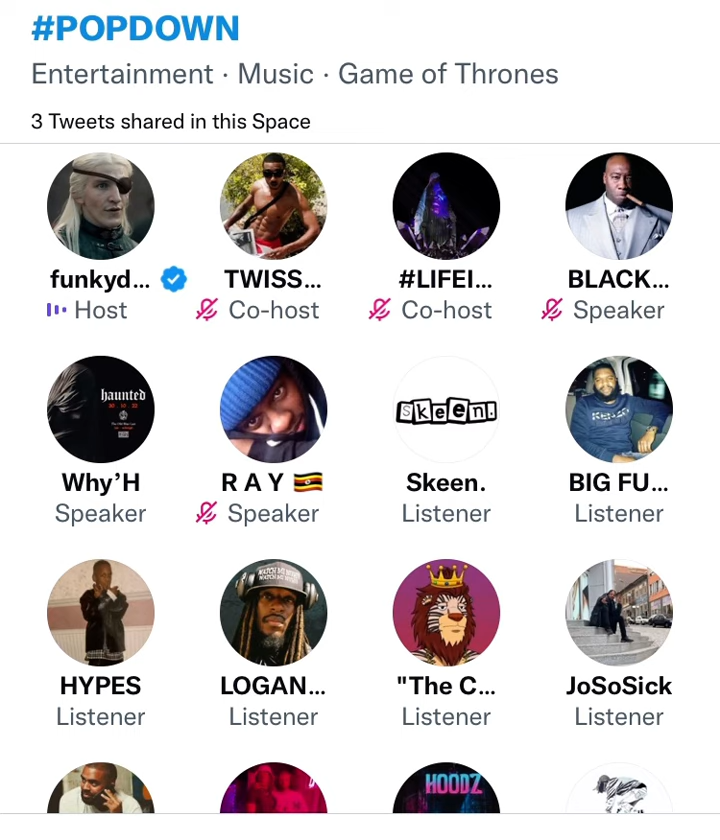 #POPDOWN
Entertainment · Music · Game of Thrones
3 Tweets shared in this Space
funkyd... TWISS... #LIFEI... BLACK...
Host Co-host Co-host Speaker
haunted
skeen.
KENZO
Why’H R A Y 🇺🇬 Skeen. BIG FU...
Speaker Speaker Listener Listener
HYPES LOGAN... "The C... JoSoSick
Listener Listener Listener Listener
HOODZ